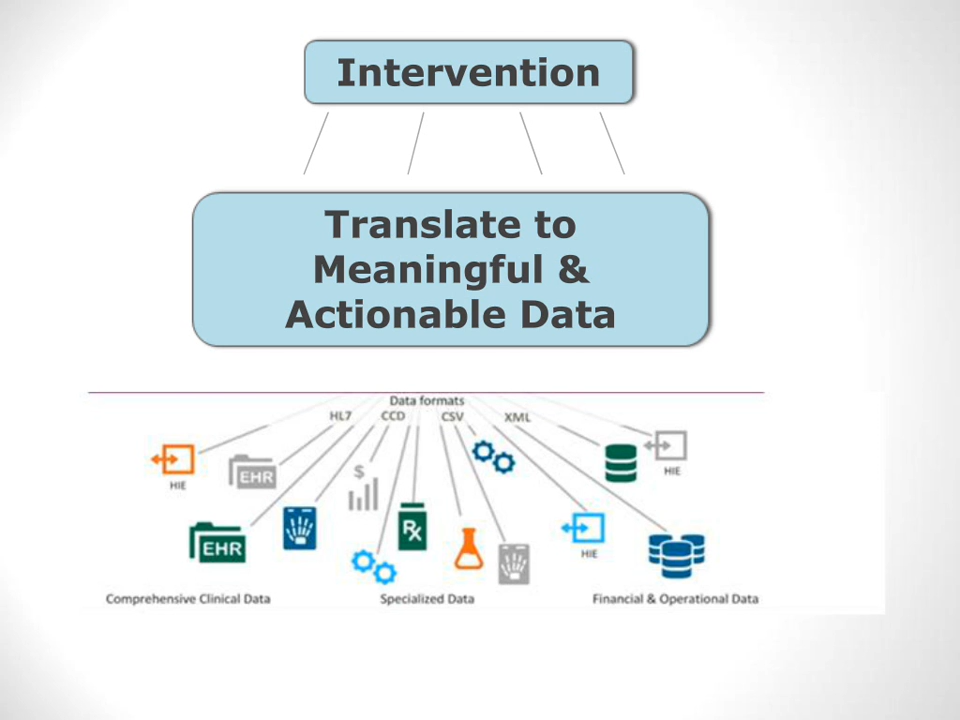 Intervention
Translate to
Meaningful &
Actionable Data
Data formats
HL7 CCD CSV XML
HIE
EHR
$
HIE
EHR
Rx
HIE
Comprehensive Clinical Data
Specialized Data
Financial & Operational Data